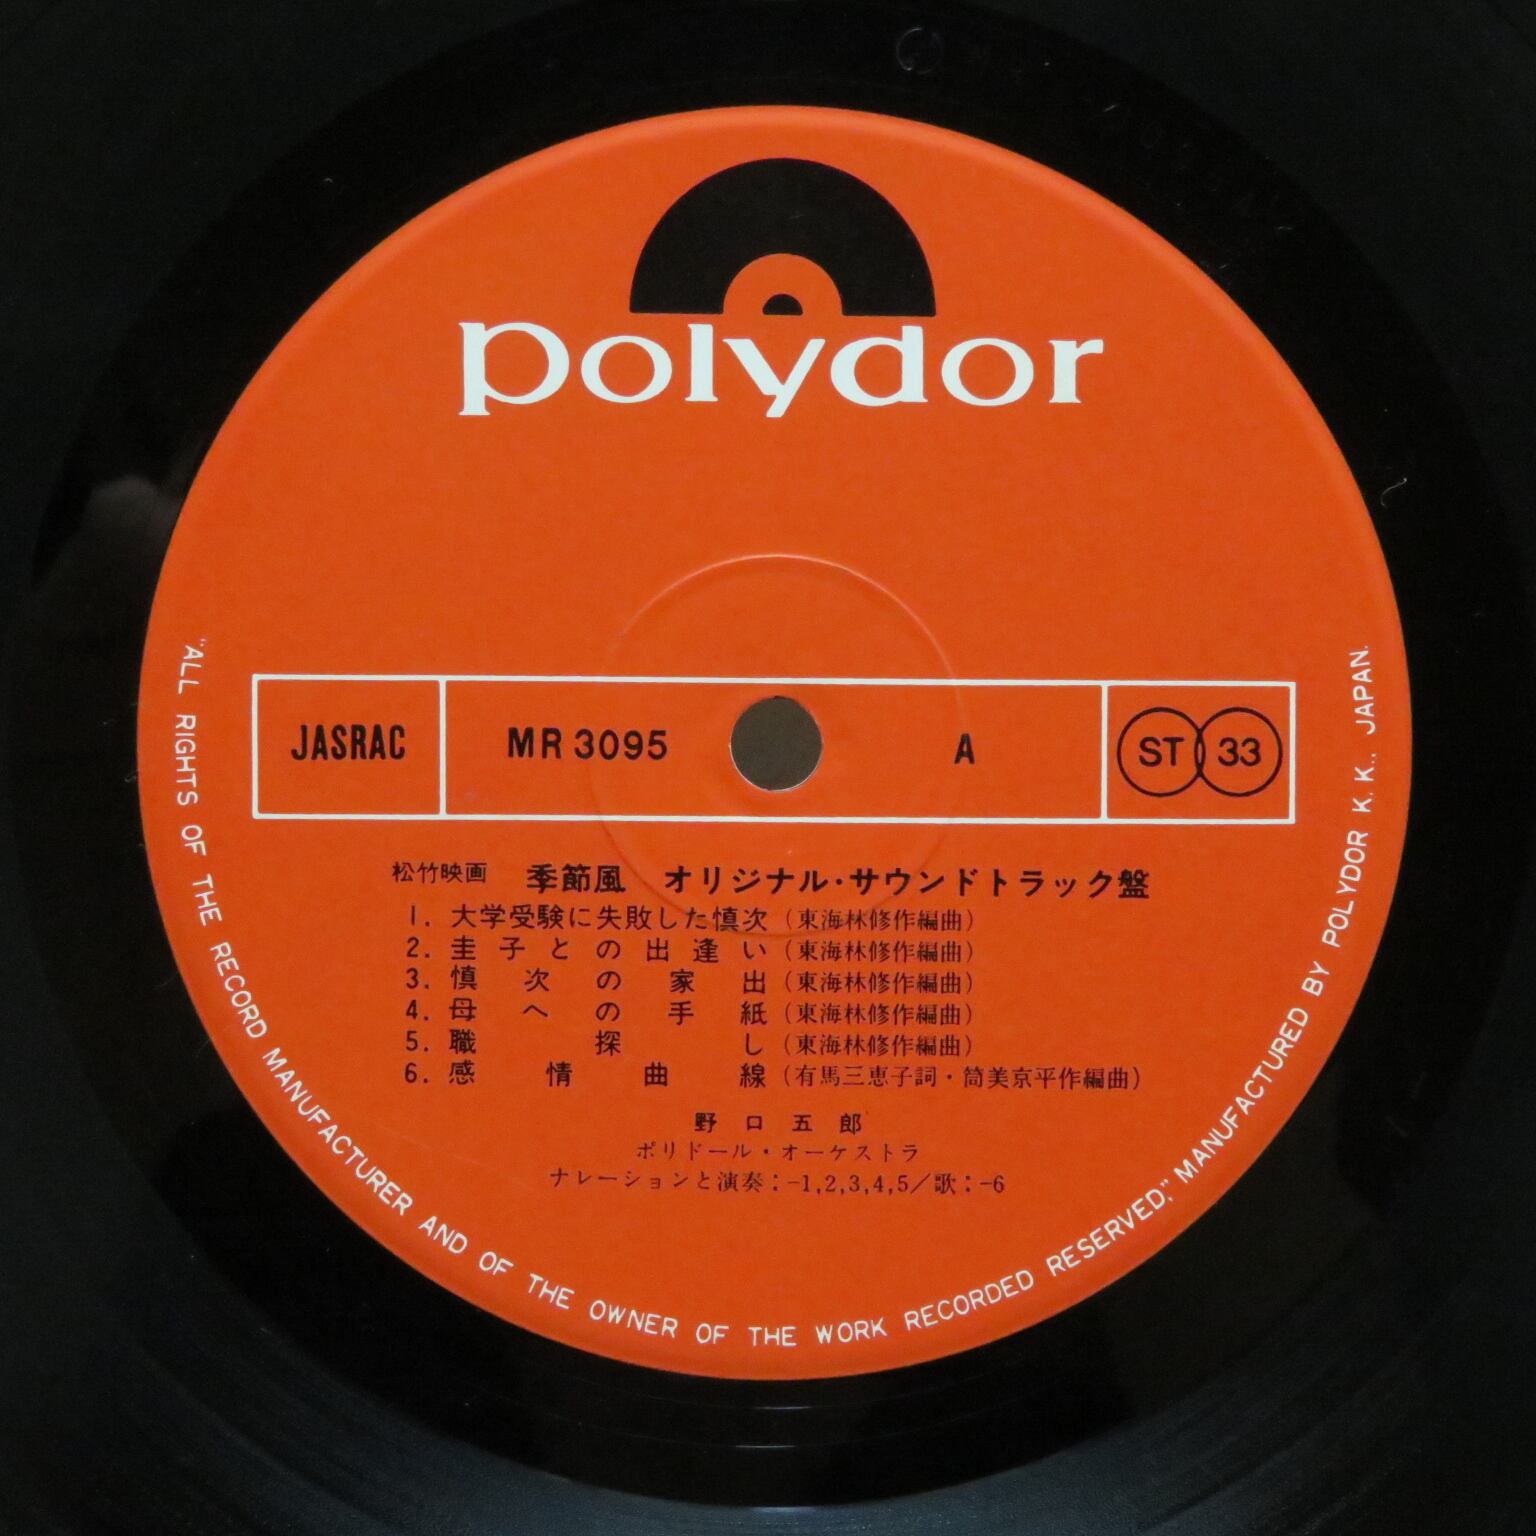 polydor
JASRAC MR 3095 A ST 33
松竹映画 季節風 オリジナル・サウンドトラック盤
1. 大学受験に失敗した慎次(東海林修作編曲)
2. 圭子との出逢い(東海林修作編曲)
3. 慎次の家出(東海林修作編曲)
4. 母への手紙(東海林修作編曲)
5. 職探し(東海林修作編曲)
6. 感情曲線(有馬三恵子詞・筒美京平作編曲)
野口五郎
ポリドール・オーケストラ
ナレーションと演奏:-1,2,3,4,5/歌:-6
"ALL RIGHTS OF THE RECORD MANUFACTURER AND OF THE OWNER OF THE WORK RECORDED RESERVED," MANUFACTURED BY POLYDOR K. K., JAPAN.